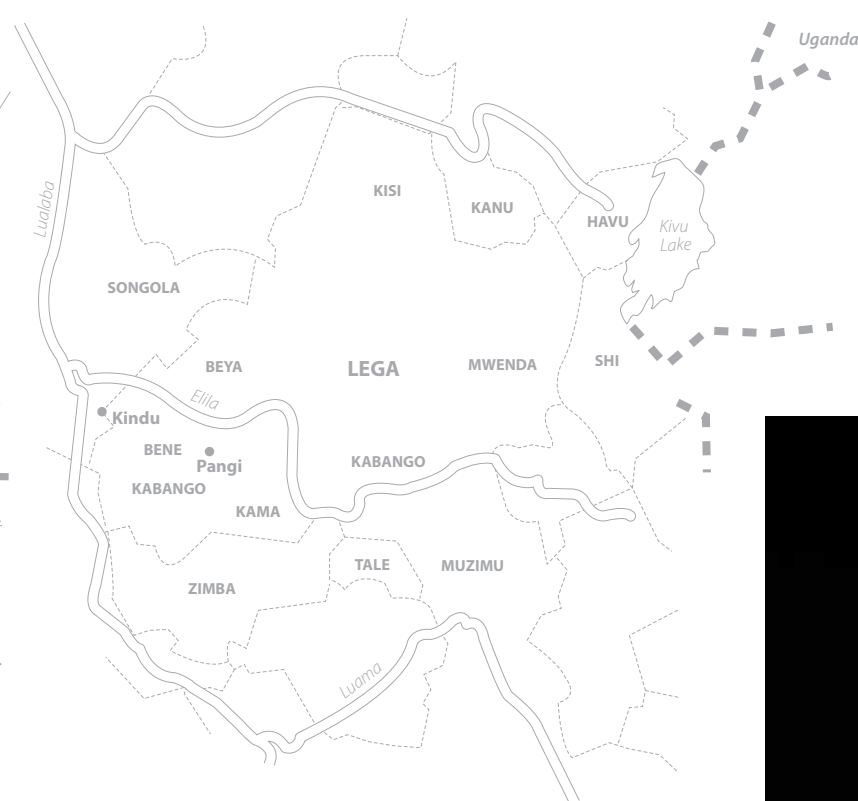 Uganda
KISI
KANU
Lualaba
HAVU
Kivu
Lake
SONGOLA
BEYA
LEGA
MWENDA
SHI
Elila
Kindu
BENE
Pangi
KABANGO
KABANGO
KAMA
TALE
MUZIMU
ZIMBA
Luama